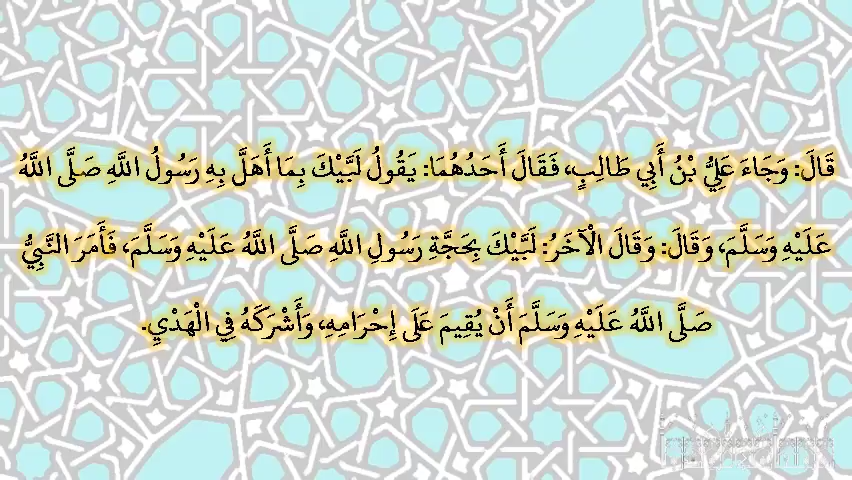 قَالَ: وَجَاءَ عَلِيُّ بْنُ أَبِي طَالِبٍ، فَقَالَ أَحَدُهُمَا: يَقُولُ لَبَّيْكَ بِمَا أَهَلَّ بِهِ رَسُولُ اللَّهِ صَلَّى اللَّهُ
عَلَيْهِ وَسَلَّمَ، وَقَالَ: وَقَالَ الْآخَرُ: لَبَّيْكَ بِحَجَّةِ رَسُولِ اللَّهِ صَلَّى اللَّهُ عَلَيْهِ وَسَلَّمَ، فَأَمَرَ النَّبِيُّ
صَلَّى اللَّهُ عَلَيْهِ وَسَلَّمَ أَنْ يُقِيمَ عَلَى إِحْرَامِهِ، وَأَشْرَكَهُ فِي الْهَدْيِ.